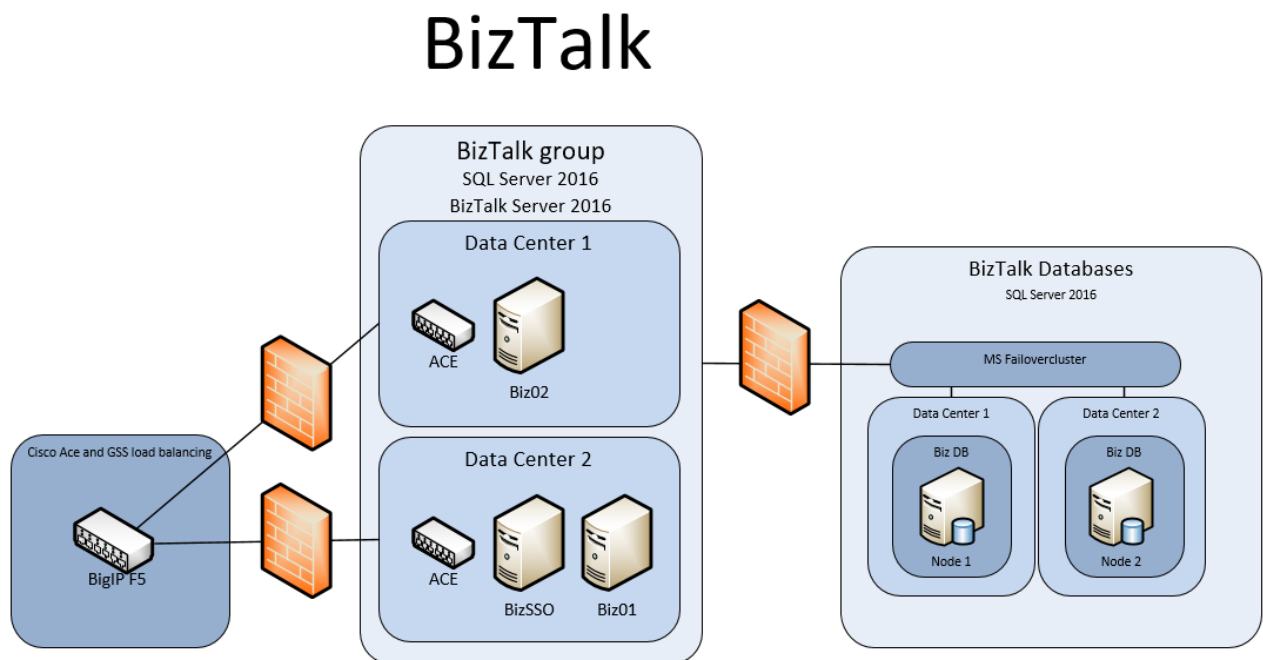 BizTalk
BizTalk group
SQL Server 2016
BizTalk Server 2016
Data Center 1
ACE
Biz02
Data Center 2
ACE
BizSSO
Biz01
Cisco Ace and GSS load balancing
BigIP F5
BizTalk Databases
SQL Server 2016
MS Failovercluster
Data Center 1
Biz DB
Node 1
Data Center 2
Biz DB
Node 2